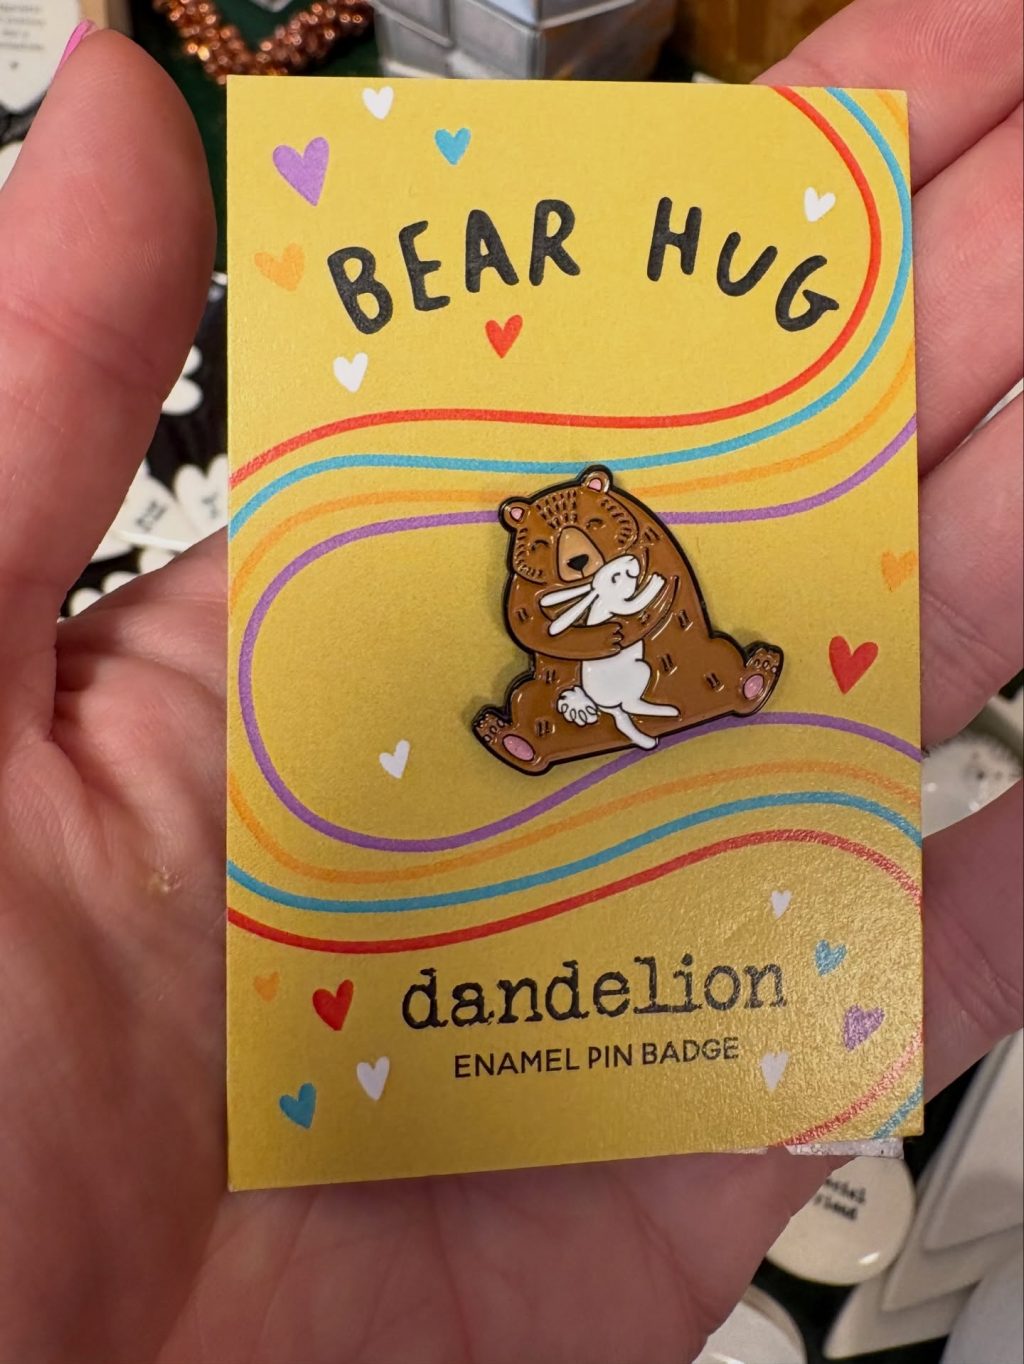 BEAR HUG
dandelion
ENAMEL PIN BADGE